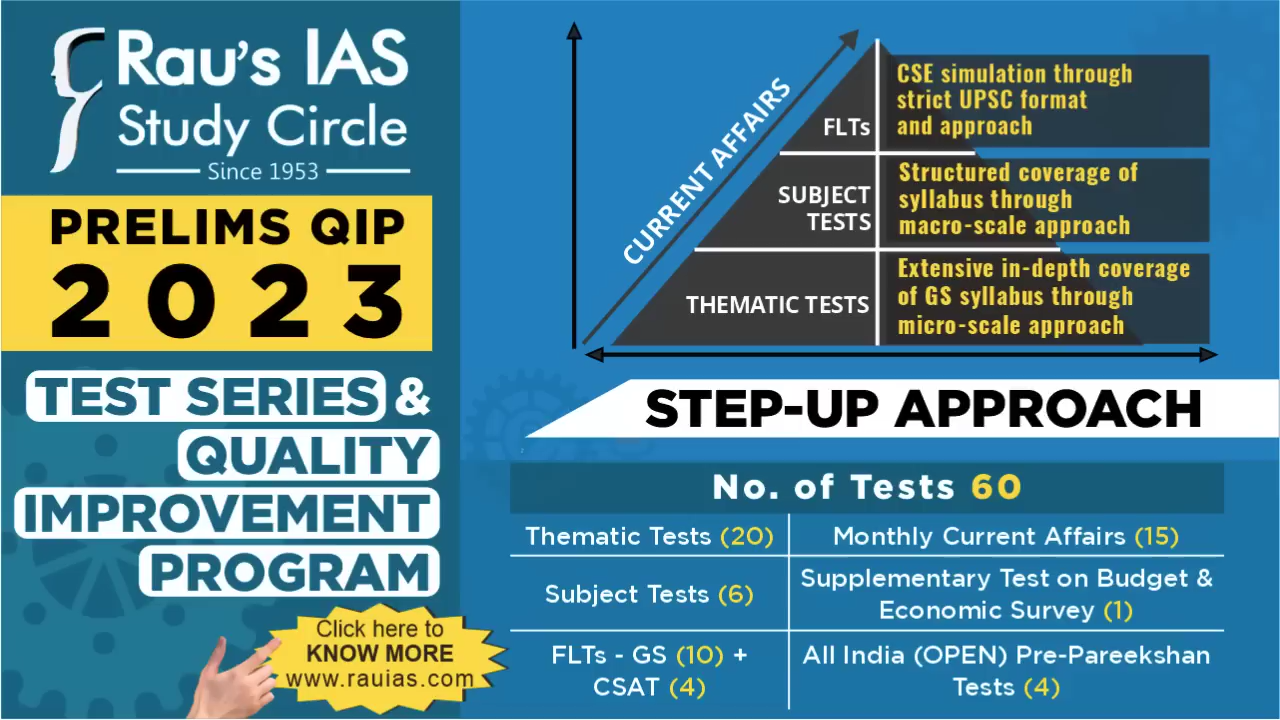 Rau's IAS
Study Circle
Since 1953
PRELIMS QIP
2023
TEST SERIES &
QUALITY
IMPROVEMENT
PROGRAM
Click here to
KNOW MORE
www.rauias.com
CURRENT AFFAIRS
FLTs
CSE simulation through
strict UPSC format
and approach
SUBJECT
TESTS
Structured coverage of
syllabus through
macro-scale approach
THEMATIC TESTS
Extensive in-depth coverage
of GS syllabus through
micro-scale approach
STEP-UP APPROACH
No. of Tests 60
Thematic Tests (20)
Monthly Current Affairs (15)
Subject Tests (6)
Supplementary Test on Budget &
Economic Survey (1)
FLTs - GS (10) +
CSAT (4)
All India (OPEN) Pre-Pareekshan
Tests (4)